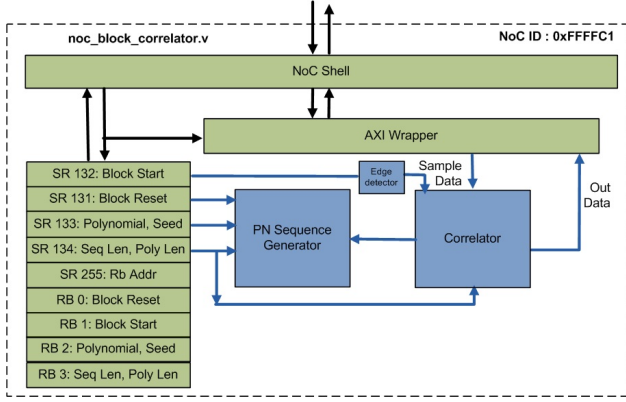 noc_block_correlator.v
NoC ID : 0xFFFFC1
NoC Shell
AXI Wrapper
SR 132: Block Start
Edge
detector
Sample
Data
Out
Data
SR 131: Block Reset
SR 133: Polynomial, Seed
SR 134: Seq Len, Poly Len
PN Sequence
Generator
Correlator
SR 255: Rb Addr
RB 0: Block Reset
RB 1: Block Start
RB 2: Polynomial, Seed
RB 3: Seq Len, Poly Len